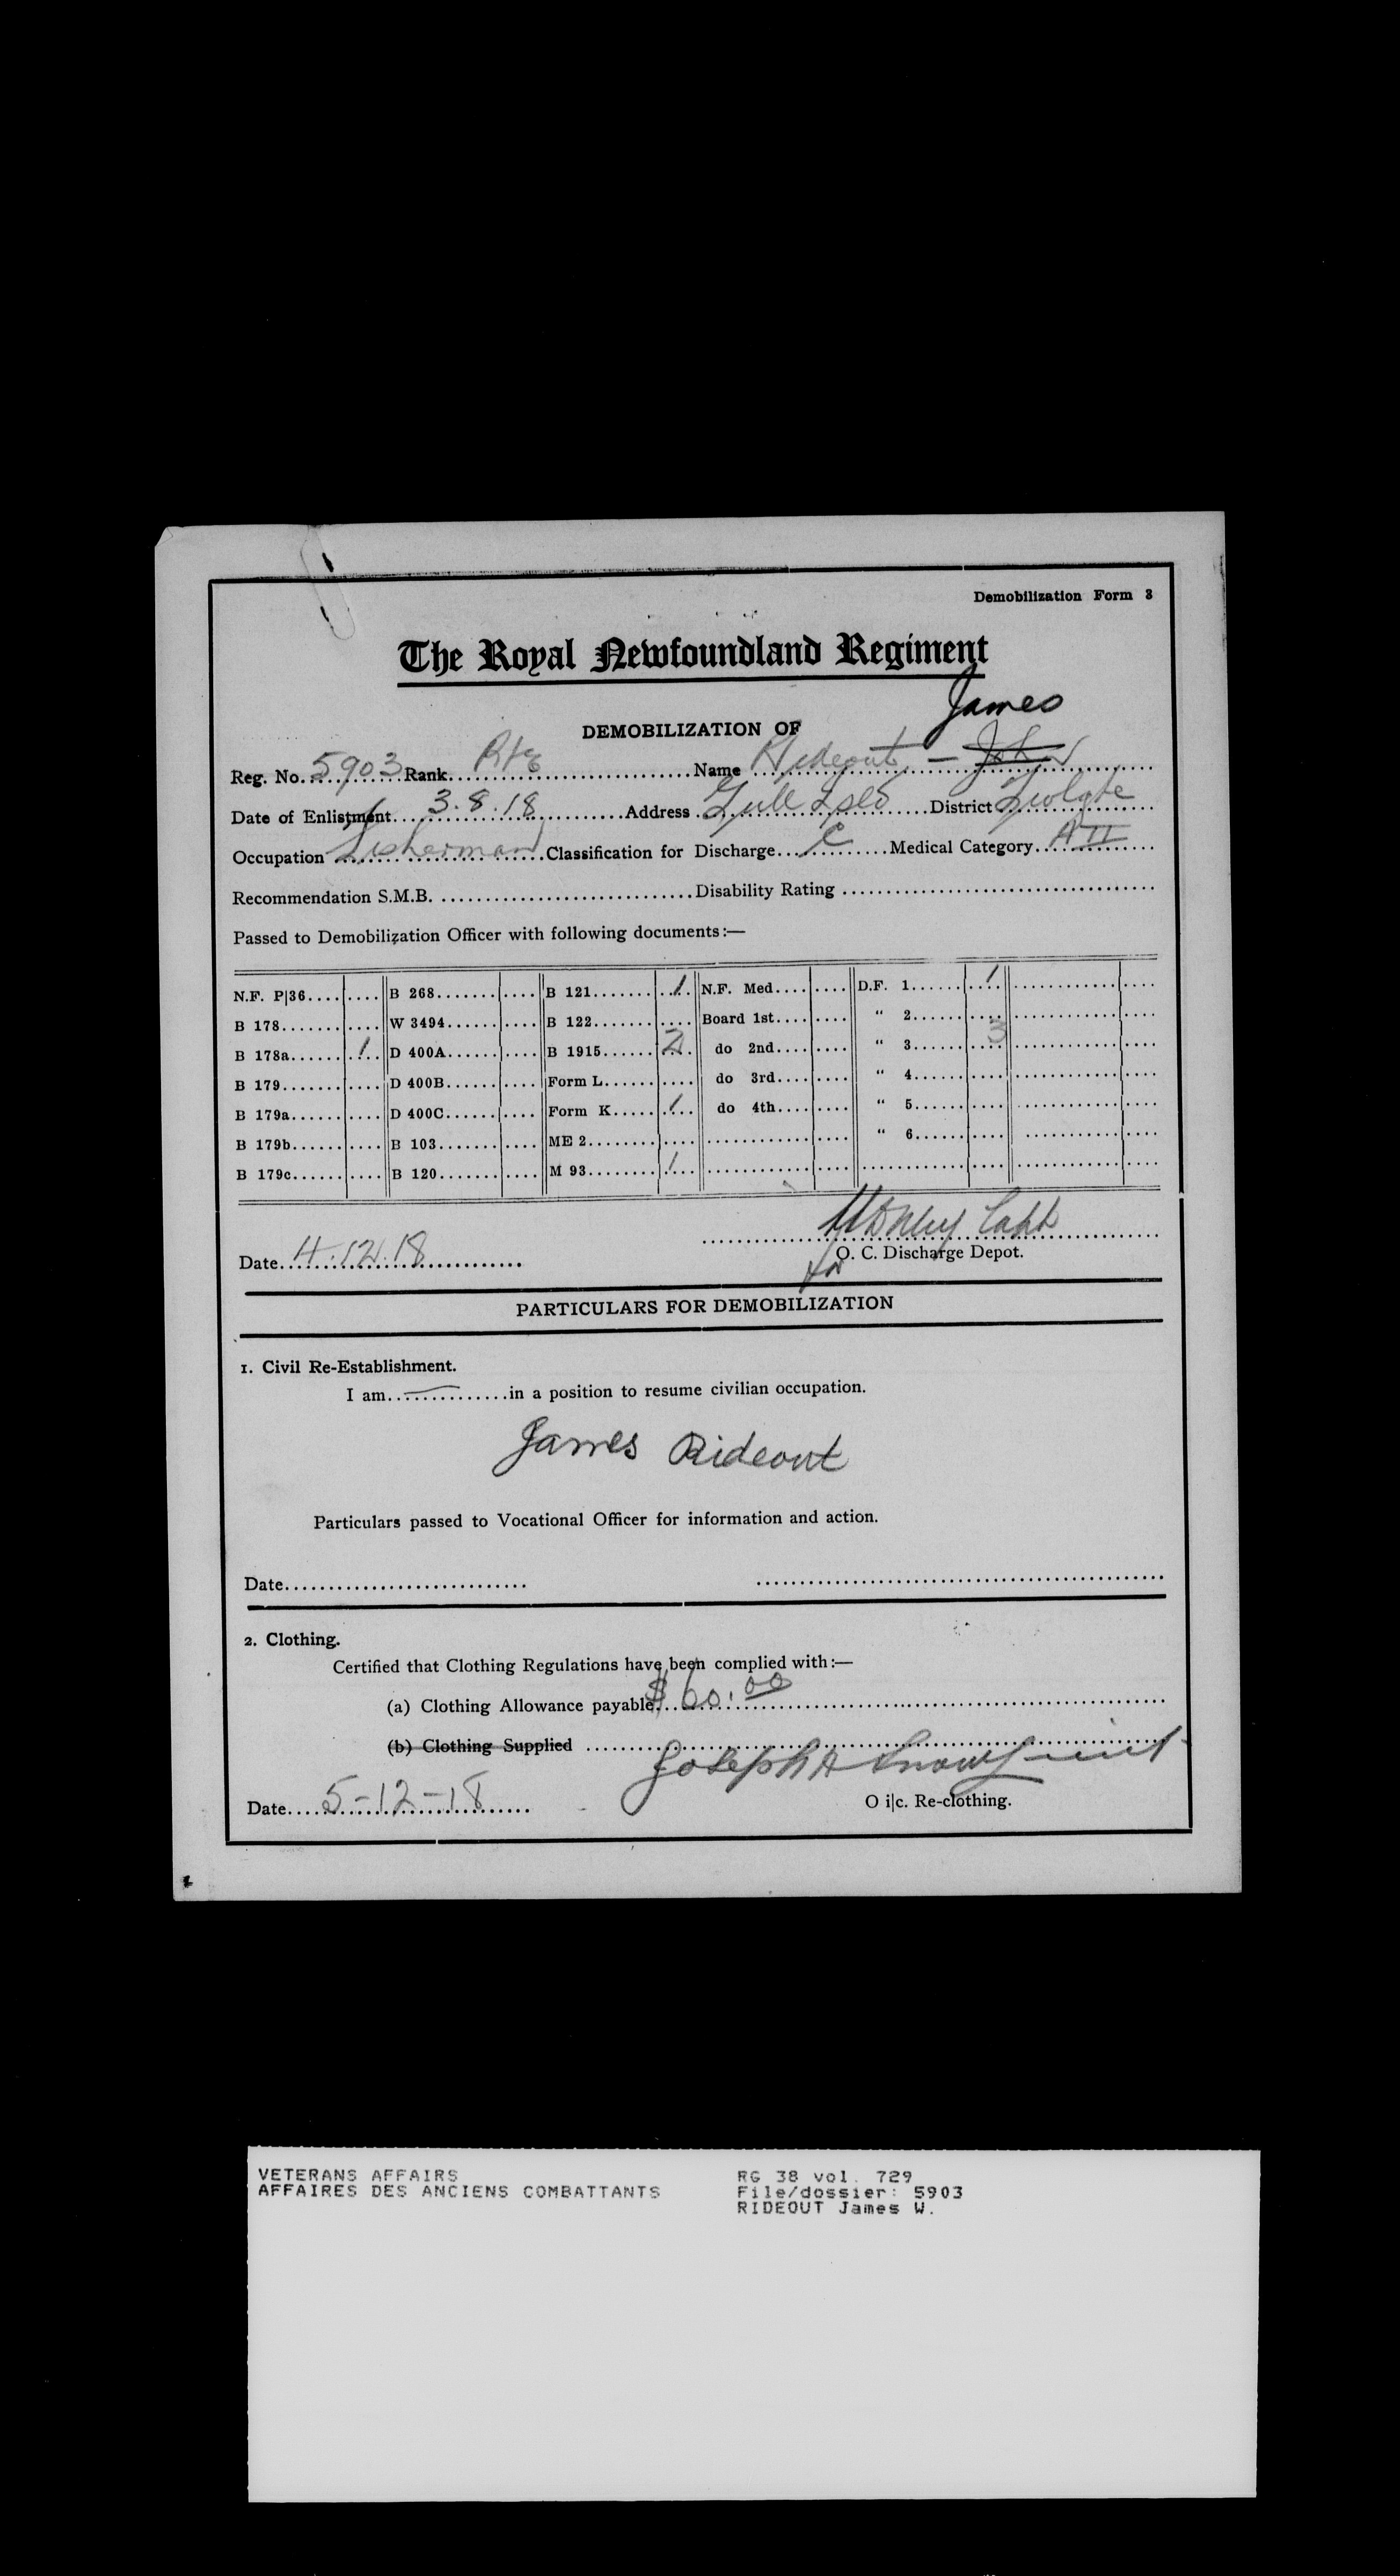 Demobilization Form 3
The Royal Newfoundland Regiment
James
DEMOBILIZATION OF
Reg. No. 5903 Rank Pte Name Rideout, — John
Date of Enlistment 3.8.18 Address Gull Isld District Twlgte
Occupation Fisherman Classification for Discharge C Medical Category A II
Recommendation S.M.B. Disability Rating
Passed to Demobilization Officer with following documents:—
N.F. P|36 B 268 B 121 1 N.F. Med. D.F. 1 1
B 178 W 3494 B 122 Board 1st " 2
B 178a 1 D 400A B 1915 2 do 2nd " 3 3
B 179 D 400B Form L do 3rd " 4
B 179a D 400C Form K 1 do 4th " 5
B 179b B 103 ME 2 " 6
B 179c B 120 M 93 1
Date 4.12.18
for O. C. Discharge Depot.
PARTICULARS FOR DEMOBILIZATION
1. Civil Re-Establishment.
I am in a position to resume civilian occupation.
James Rideout
Particulars passed to Vocational Officer for information and action.
Date
2. Clothing.
Certified that Clothing Regulations have been complied with:—
(a) Clothing Allowance payable $60.00
(b) Clothing Supplied
Joseph A Snow
Date 5-12-18 O i|c. Re-clothing.
VETERANS AFFAIRS RG 38 vol. 729
AFFAIRES DES ANCIENS COMBATTANTS File/dossier: 5903
RIDEOUT James W.